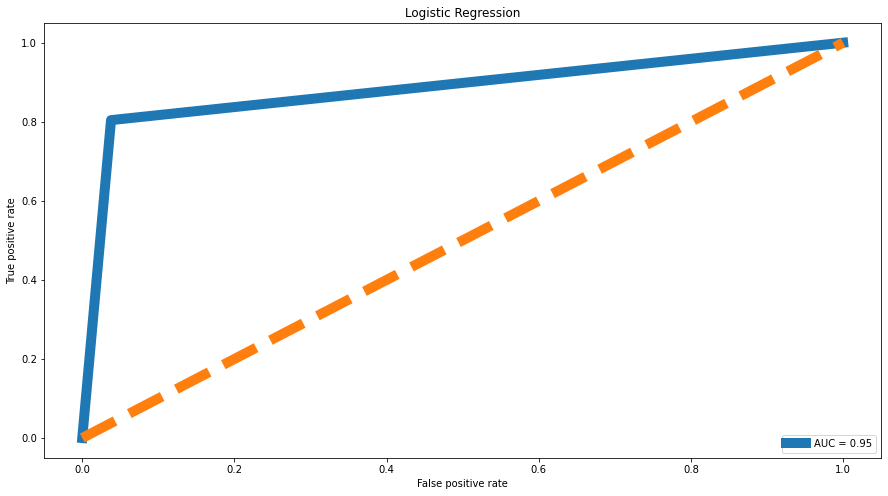 Logistic Regression
True positive rate
1.0
0.8
0.6
0.4
0.2
0.0
AUC = 0.95
0.0 0.2 0.4 0.6 0.8 1.0
False positive rate